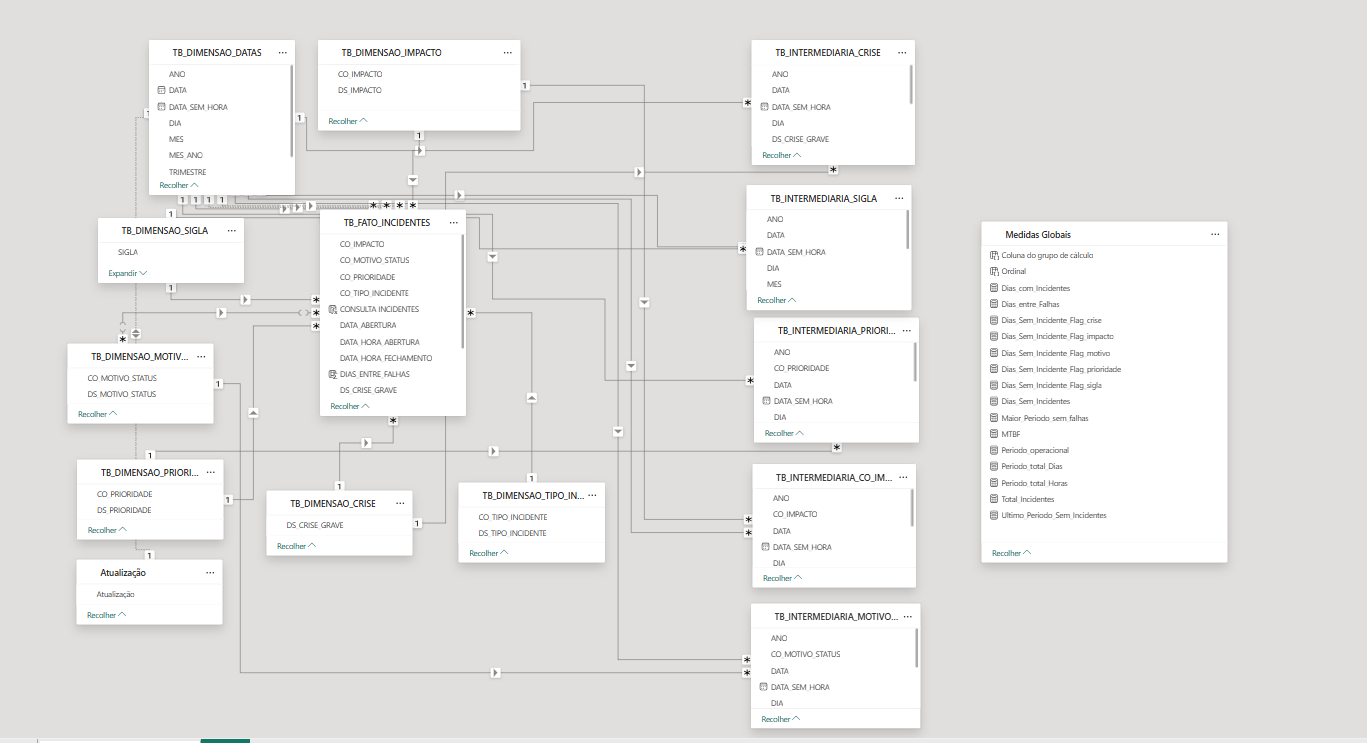 TB_DIMENSAO_DATAS
ANO
DATA
DATA_SEM_HORA
DIA
MES
MES_ANO
TRIMESTRE
Recolher
TB_DIMENSAO_IMPACTO
CO_IMPACTO
DS_IMPACTO
Recolher
TB_INTERMEDIARIA_CRISE
ANO
DATA
DATA_SEM_HORA
DIA
DS_CRISE_GRAVE
Recolher
TB_DIMENSAO_SIGLA
SIGLA
Expandir
TB_FATO_INCIDENTES
CO_IMPACTO
CO_MOTIVO_STATUS
CO_PRIORIDADE
CO_TIPO_INCIDENTE
CONSULTA INCIDENTES
DATA_ABERTURA
DATA_HORA_ABERTURA
DATA_HORA_FECHAMENTO
DIAS_ENTRE_FALHAS
DS_CRISE_GRAVE
Recolher
TB_INTERMEDIARIA_SIGLA
ANO
DATA
DATA_SEM_HORA
DIA
MES
Recolher
Medidas Globais
Coluna do grupo de cálculo
Ordinal
Dias_com_Incidentes
Dias_entre_Falhas
Dias_Sem_Incidente_Flag_crise
Dias_Sem_Incidente_Flag_impacto
Dias_Sem_Incidente_Flag_motivo
Dias_Sem_Incidente_Flag_prioridade
Dias_Sem_Incidente_Flag_sigla
Dias_Sem_Incidentes
Maior_Periodo_sem_falhas
MTBF
Periodo_operacional
Periodo_total_Dias
Periodo_total_Horas
Total_Incidentes
Ultimo_Periodo_Sem_Incidentes
Recolher
TB_DIMENSAO_MOTIV...
CO_MOTIVO_STATUS
DS_MOTIVO_STATUS
Recolher
TB_INTERMEDIARIA_PRIORI...
ANO
CO_PRIORIDADE
DATA
DATA_SEM_HORA
DIA
Recolher
TB_DIMENSAO_PRIORI...
CO_PRIORIDADE
DS_PRIORIDADE
Recolher
TB_DIMENSAO_CRISE
DS_CRISE_GRAVE
Recolher
TB_DIMENSAO_TIPO_IN...
CO_TIPO_INCIDENTE
DS_TIPO_INCIDENTE
Recolher
TB_INTERMEDIARIA_CO_IM...
ANO
CO_IMPACTO
DATA
DATA_SEM_HORA
DIA
Recolher
Atualização
Atualização
Recolher
TB_INTERMEDIARIA_MOTIVO...
ANO
CO_MOTIVO_STATUS
DATA
DATA_SEM_HORA
DIA
Recolher